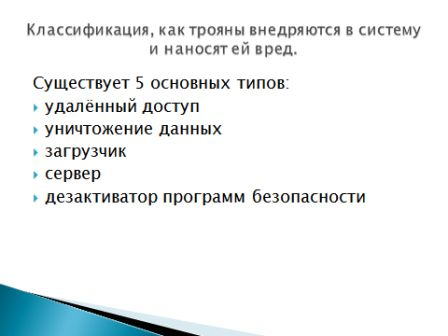 Классификация, как трояны внедряются в систему
и наносят ей вред.
Существует 5 основных типов:
удалённый доступ
уничтожение данных
загрузчик
сервер
дезактиватор программ безопасности